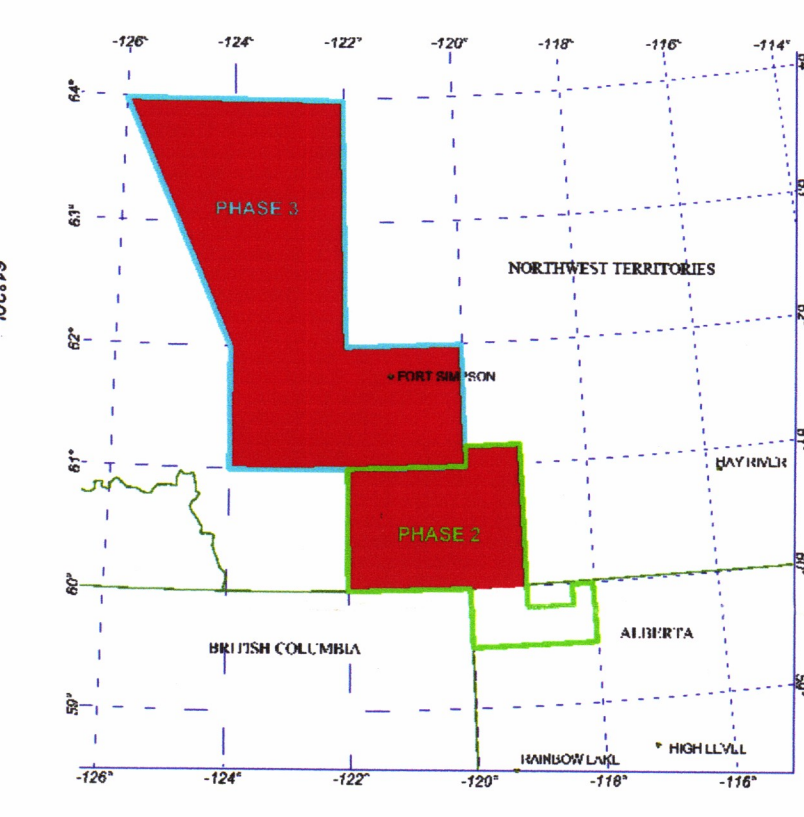 -126°
-124°
-122°
-120°
-118°
-116°
-114°
64°
63°
PHASE 3
NORTHWEST TERRITORIES
62°
FORT SIMPSON
61°
HAY RIVER
PHASE 2
60°
BRITISH COLUMBIA
ALBERTA
59°
HIGH LEVEL
RAINBOW LAKE
-126°
-124°
-122°
-120°
-118°
-116°